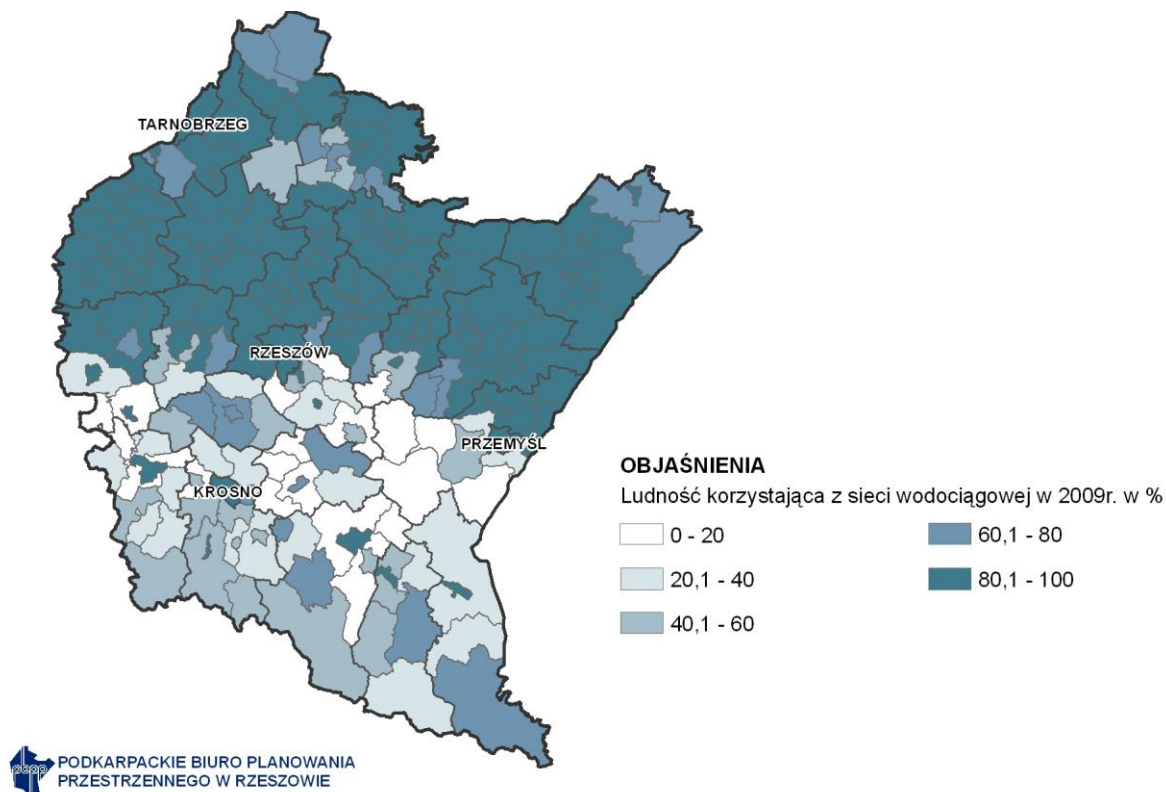 TARNOBRZEG
RZESZÓW
PRZEMYŚL
KROSNO
OBJAŚNIENIA
Ludność korzystająca z sieci wodociągowej w 2009r. w %
0 - 20
20,1 - 40
40,1 - 60
60,1 - 80
80,1 - 100
pbpp
PODKARPACKIE BIURO PLANOWANIA
PRZESTRZENNEGO W RZESZOWIE